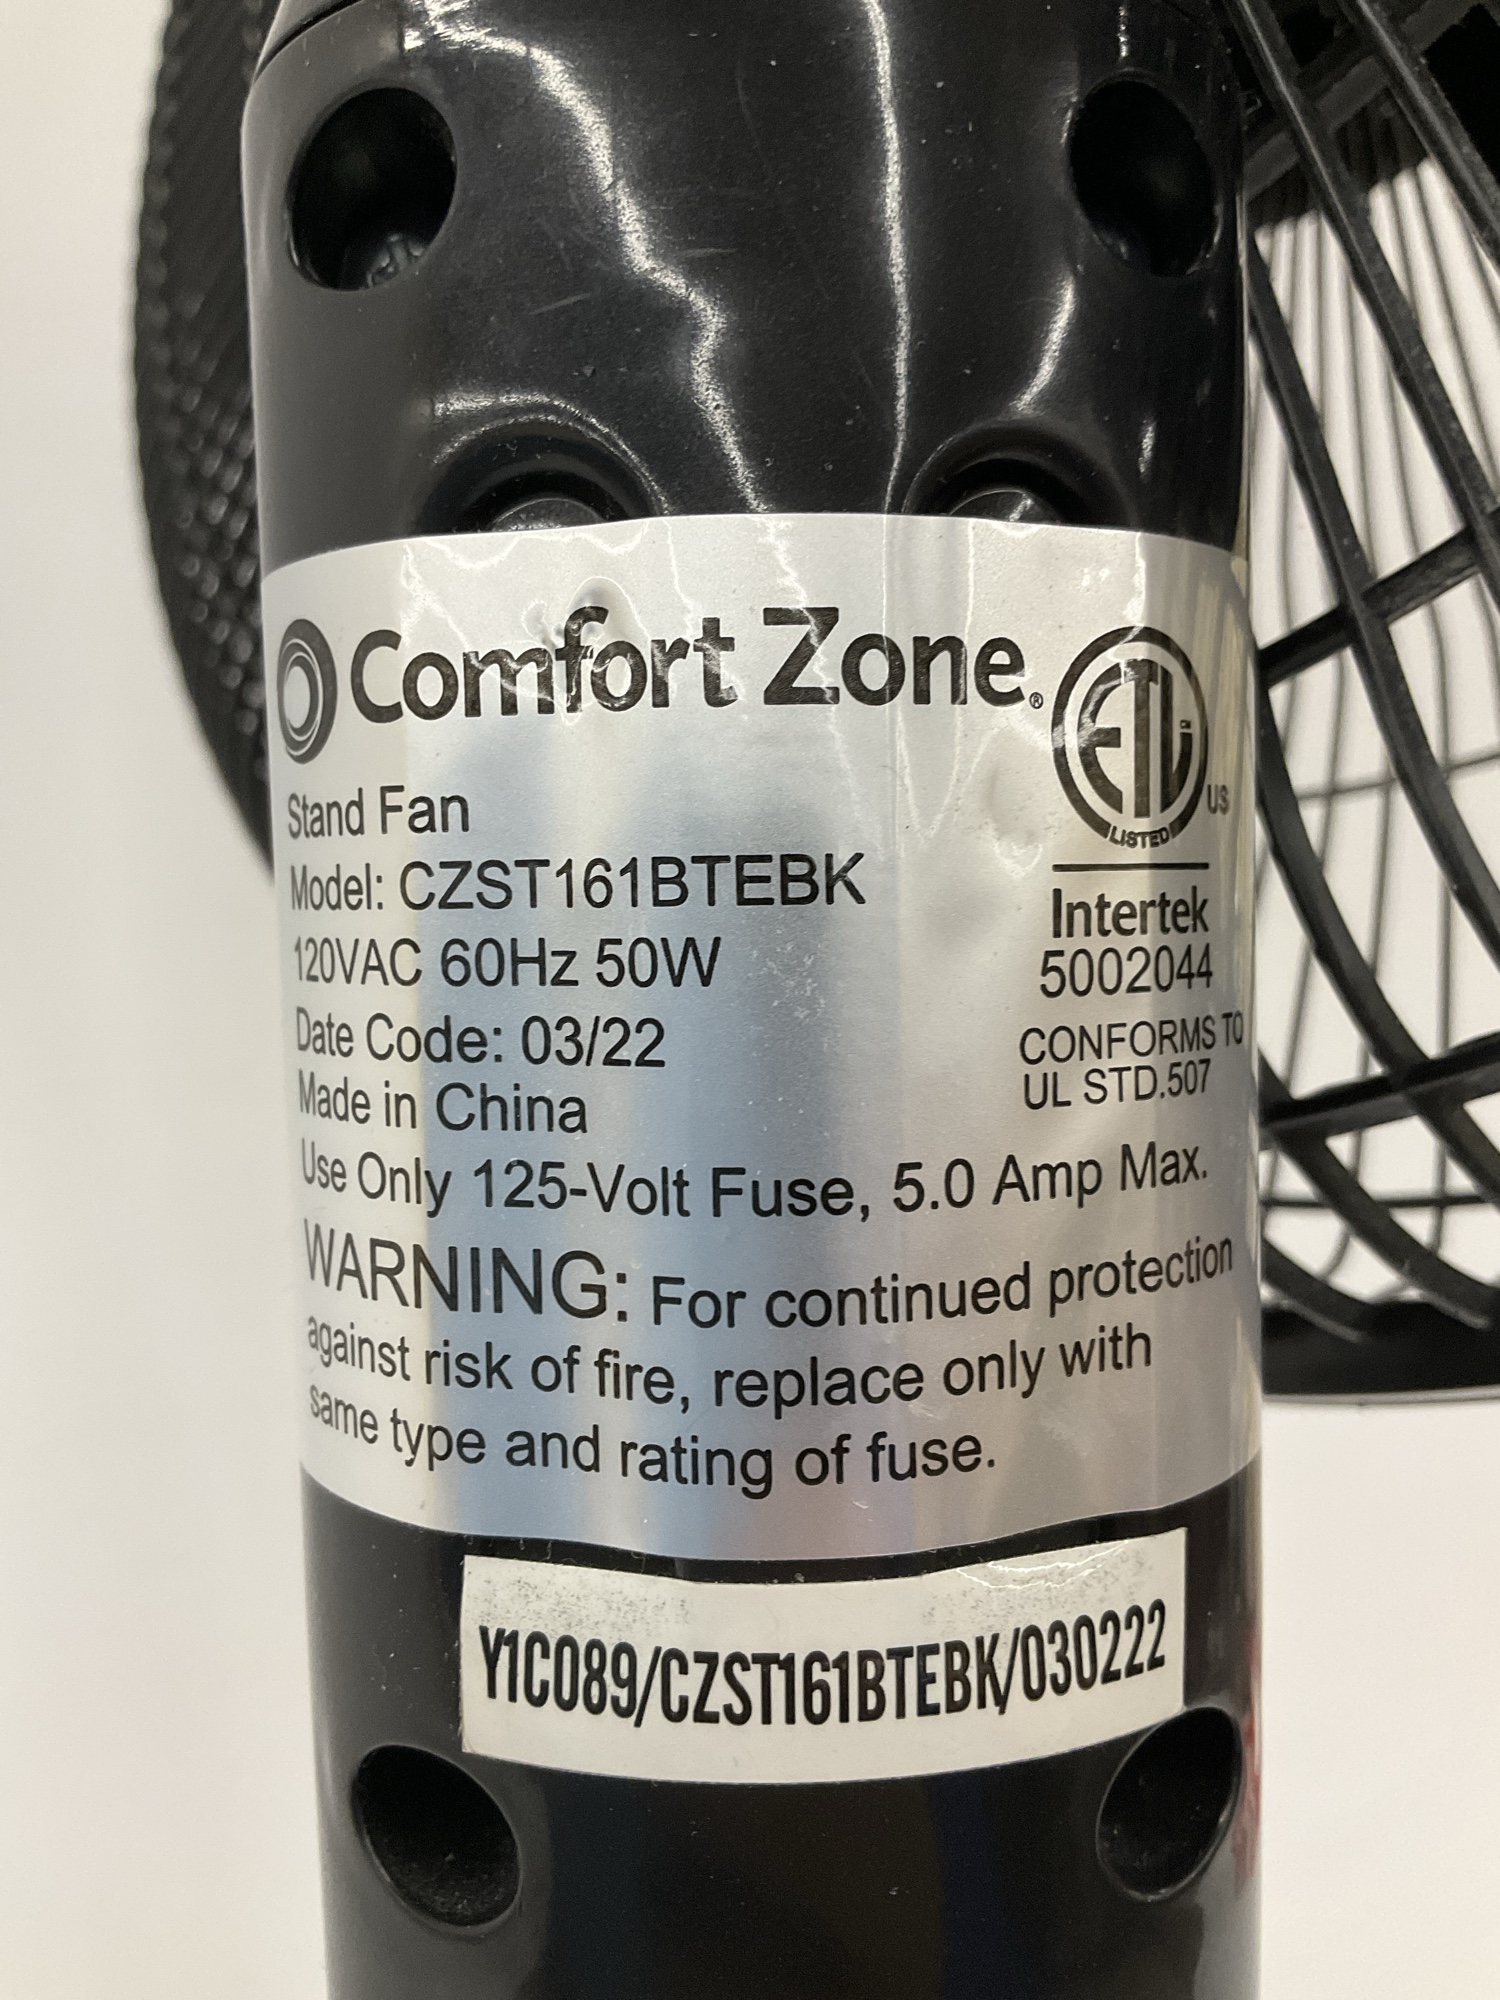 Comfort Zone®
ETL CM
US
LISTED
Intertek
5002044
CONFORMS TO
UL STD.507
Stand Fan
Model: CZST161BTEBK
120VAC 60Hz 50W
Date Code: 03/22
Made in China
Use Only 125-Volt Fuse, 5.0 Amp Max.
WARNING: For continued protection
against risk of fire, replace only with
same type and rating of fuse.
Y1C089/CZST161BTEBK/030222